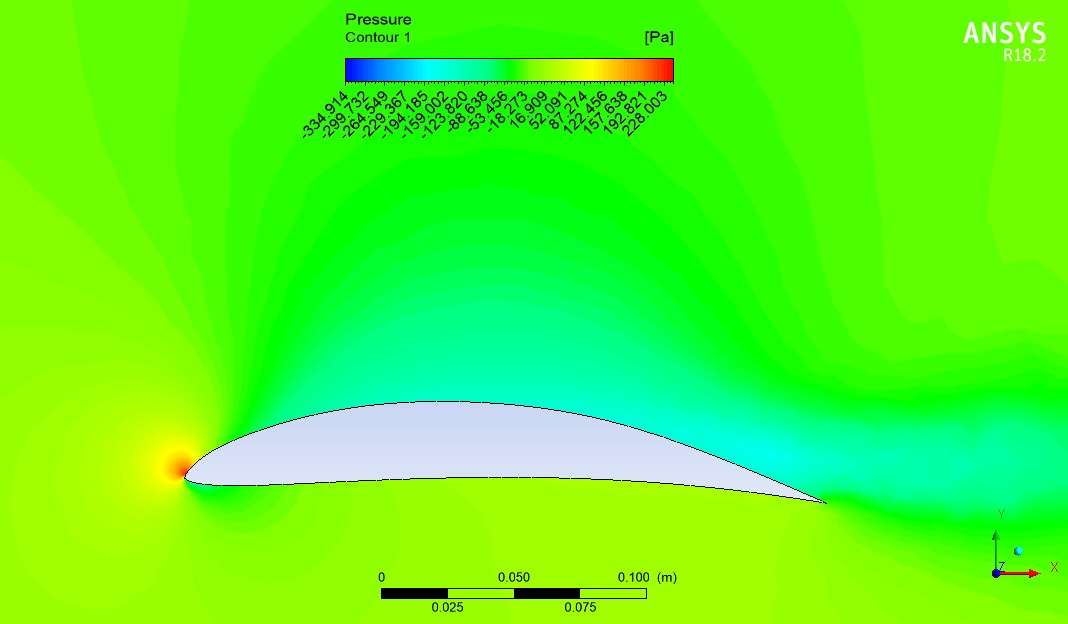 Pressure
Contour 1 [Pa]
ANSYS
R18.2
-334.914 -299.732 -264.549 -229.367 -194.185 -159.002 -123.820 -88.638 -53.456 -18.273 16.909 52.091 87.274 122.456 157.638 192.821 228.003
Y
Z X
0 0.050 0.100 (m)
0.025 0.075